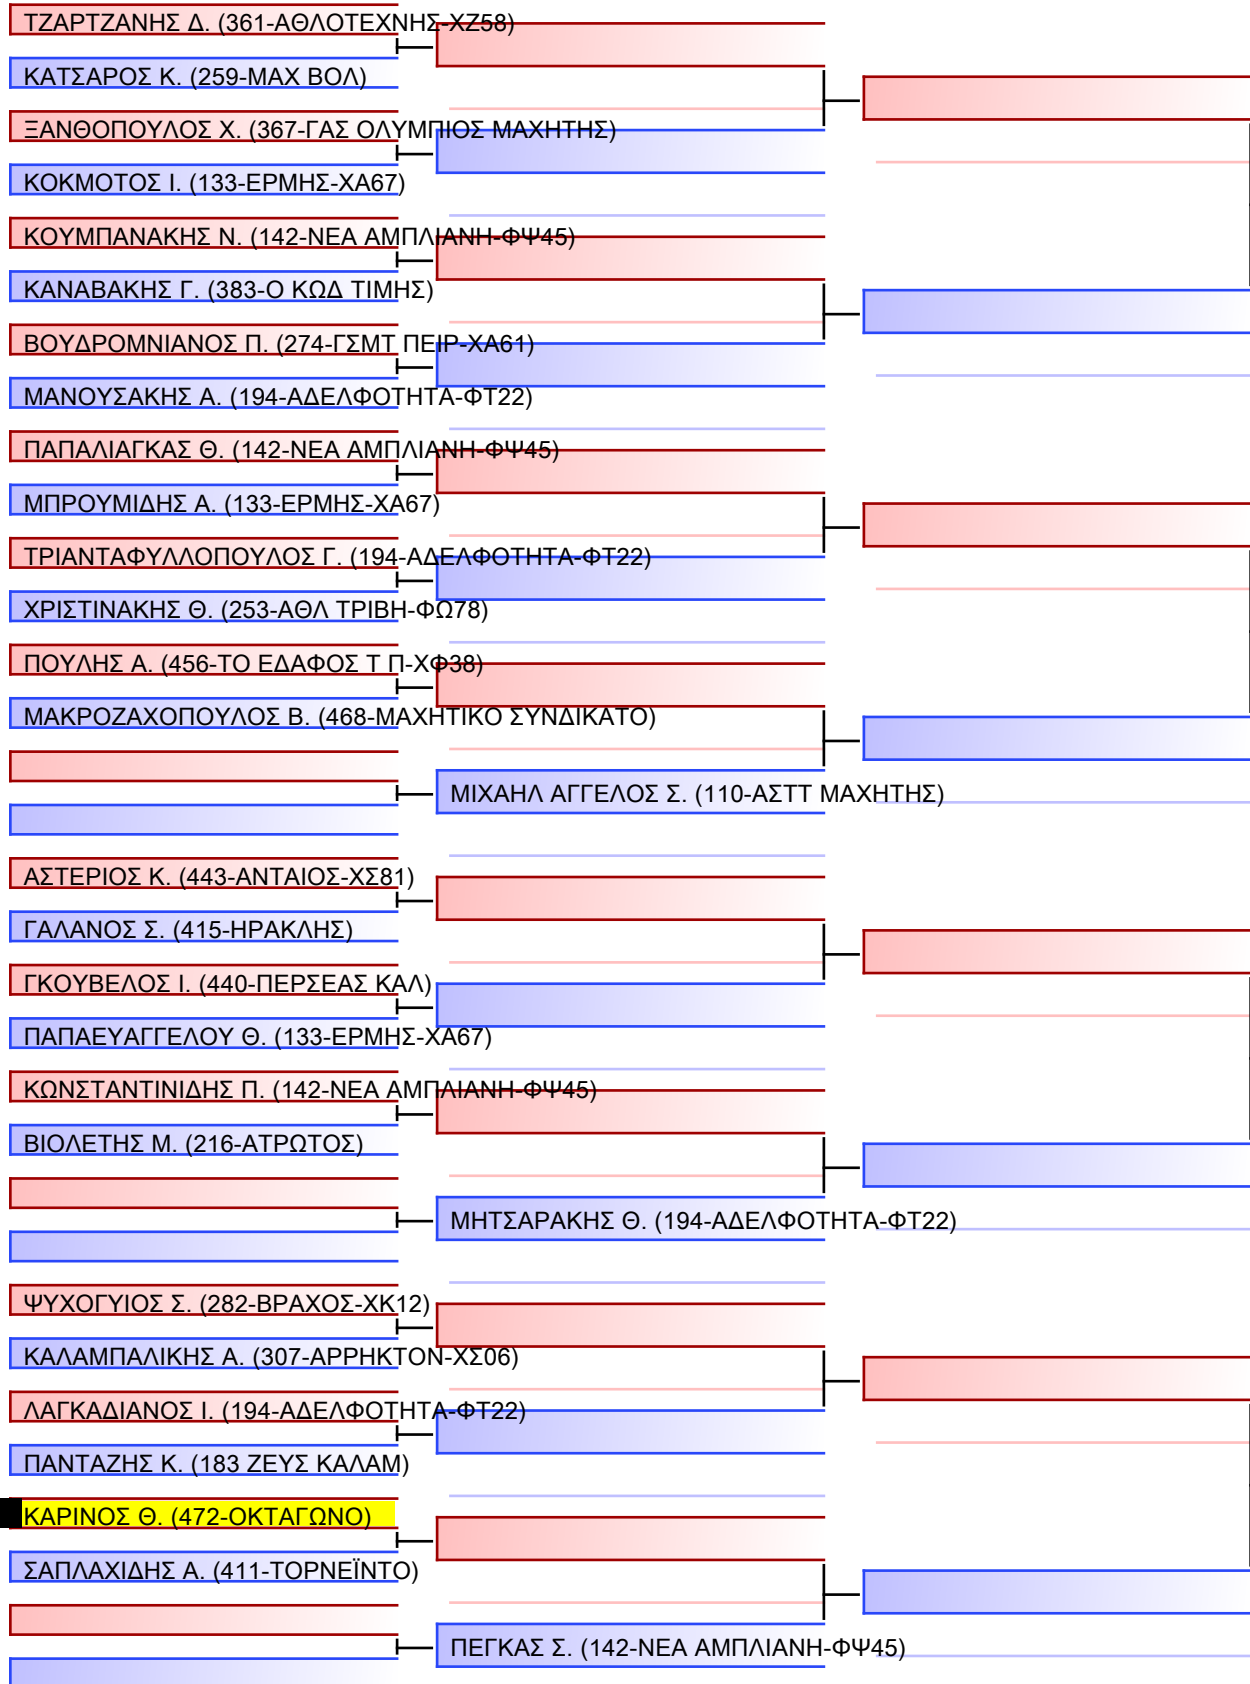 ΤΖΑΡΤΖΑΝΗΣ Δ. (361-ΑΘΛΟΤΕΧΝΗΣ-ΧΖ58)
ΚΑΤΣΑΡΟΣ Κ. (259-ΜΑΧ ΒΟΛ)
ΞΑΝΘΟΠΟΥΛΟΣ Χ. (367-ΓΑΣ ΟΛΥΜΠΙΟΣ ΜΑΧΗΤΗΣ)
ΚΟΚΜΟΤΟΣ Ι. (133-ΕΡΜΗΣ-ΧΑ67)
ΚΟΥΜΠΑΝΑΚΗΣ Ν. (142-ΝΕΑ ΑΜΠΛΙΑΝΗ-ΦΨ45)
ΚΑΝΑΒΑΚΗΣ Γ. (383-Ο ΚΩΔ ΤΙΜΗΣ)
ΒΟΥΔΡΟΜΝΙΑΝΟΣ Π. (274-ΓΣΜΤ ΠΕΙΡ-ΧΑ61)
ΜΑΝΟΥΣΑΚΗΣ Α. (194-ΑΔΕΛΦΟΤΗΤΑ-ΦΤ22)
ΠΑΠΑΛΙΑΓΚΑΣ Θ. (142-ΝΕΑ ΑΜΠΛΙΑΝΗ-ΦΨ45)
ΜΠΡΟΥΜΙΔΗΣ Α. (133-ΕΡΜΗΣ-ΧΑ67)
ΤΡΙΑΝΤΑΦΥΛΛΟΠΟΥΛΟΣ Γ. (194-ΑΔΕΛΦΟΤΗΤΑ-ΦΤ22)
ΧΡΙΣΤΙΝΑΚΗΣ Θ. (253-ΑΘΛ ΤΡΙΒΗ-ΦΩ78)
ΠΟΥΛΗΣ Α. (456-ΤΟ ΕΔΑΦΟΣ Τ Π-ΧΦ38)
ΜΑΚΡΟΖΑΧΟΠΟΥΛΟΣ Β. (468-ΜΑΧΗΤΙΚΟ ΣΥΝΔΙΚΑΤΟ)
ΜΙΧΑΗΛ ΑΓΓΕΛΟΣ Σ. (110-ΑΣΤΤ ΜΑΧΗΤΗΣ)
ΑΣΤΕΡΙΟΣ Κ. (443-ΑΝΤΑΙΟΣ-ΧΣ81)
ΓΑΛΑΝΟΣ Σ. (415-ΗΡΑΚΛΗΣ)
ΓΚΟΥΒΕΛΟΣ Ι. (440-ΠΕΡΣΕΑΣ ΚΑΛ)
ΠΑΠΑΕΥΑΓΓΕΛΟΥ Θ. (133-ΕΡΜΗΣ-ΧΑ67)
ΚΩΝΣΤΑΝΤΙΝΙΔΗΣ Π. (142-ΝΕΑ ΑΜΠΛΙΑΝΗ-ΦΨ45)
ΒΙΟΛΕΤΗΣ Μ. (216-ΑΤΡΩΤΟΣ)
ΜΗΤΣΑΡΑΚΗΣ Θ. (194-ΑΔΕΛΦΟΤΗΤΑ-ΦΤ22)
ΨΥΧΟΓΥΙΟΣ Σ. (282-ΒΡΑΧΟΣ-ΧΚ12)
ΚΑΛΑΜΠΑΛΙΚΗΣ Α. (307-ΑΡΡΗΚΤΟΝ-ΧΣ06)
ΛΑΓΚΑΔΙΑΝΟΣ Ι. (194-ΑΔΕΛΦΟΤΗΤΑ-ΦΤ22)
ΠΑΝΤΑΖΗΣ Κ. (183 ΖΕΥΣ ΚΑΛΑΜ)
ΚΑΡΙΝΟΣ Θ. (472-ΟΚΤΑΓΩΝΟ)
ΣΑΠΛΑΧΙΔΗΣ Α. (411-ΤΟΡΝΕΪΝΤΟ)
ΠΕΓΚΑΣ Σ. (142-ΝΕΑ ΑΜΠΛΙΑΝΗ-ΦΨ45)